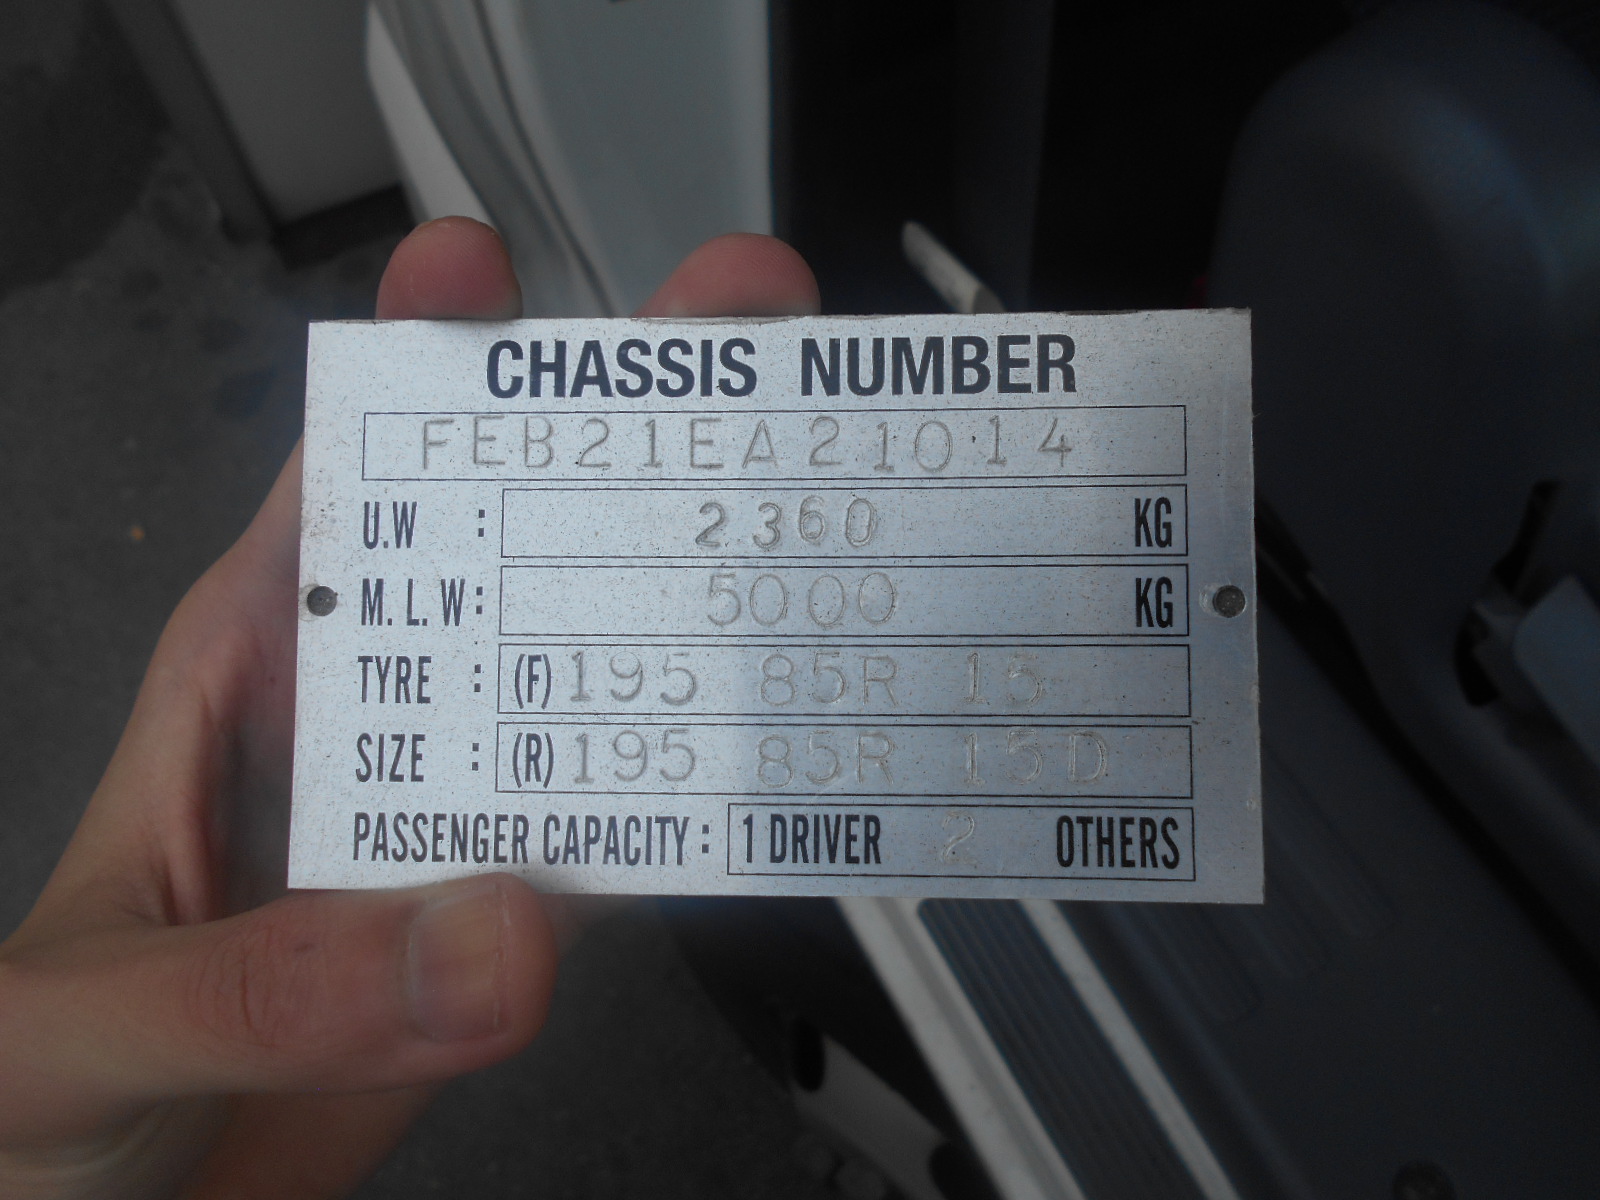 CHASSIS NUMBER
FEB21EA21014
U.W : 2360 KG
M. L. W : 5000 KG
TYRE : (F) 195 85R 15
SIZE : (R) 195 85R 15D
PASSENGER CAPACITY : 1 DRIVER 2 OTHERS